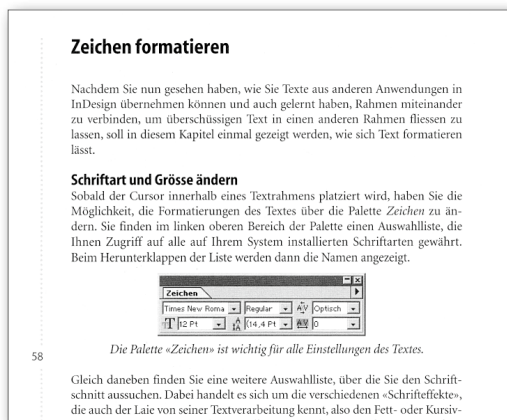 Zeichen formatieren
Nachdem Sie nun gesehen haben, wie Sie Texte aus anderen Anwendungen in
InDesign übernehmen können und auch gelernt haben, Rahmen miteinander
zu verbinden, um überschüssigen Text in einen anderen Rahmen fliessen zu
lassen, soll in diesem Kapitel einmal gezeigt werden, wie sich Text formatieren
lässt.
Schriftart und Grösse ändern
Sobald der Cursor innerhalb eines Textrahmens platziert wird, haben Sie die
Möglichkeit, die Formatierungen des Textes über die Palette Zeichen zu än-
dern. Sie finden im linken oberen Bereich der Palette einen Auswahlliste, die
Ihnen Zugriff auf alle auf Ihrem System installierten Schriftarten gewährt.
Beim Herunterklappen der Liste werden dann die Namen angezeigt.
Zeichen
Times New Roma Regular AV Optisch
T 12 Pt A (14,4 Pt AV 0
Die Palette «Zeichen» ist wichtig für alle Einstellungen des Textes.
58
Gleich daneben finden Sie eine weitere Auswahlliste, über die Sie den Schrift-
schnitt aussuchen. Dabei handelt es sich um die verschiedenen «Schrifteffekte»,
die auch der Laie von seiner Textverarbeitung kennt, also den Fett- oder Kursiv-